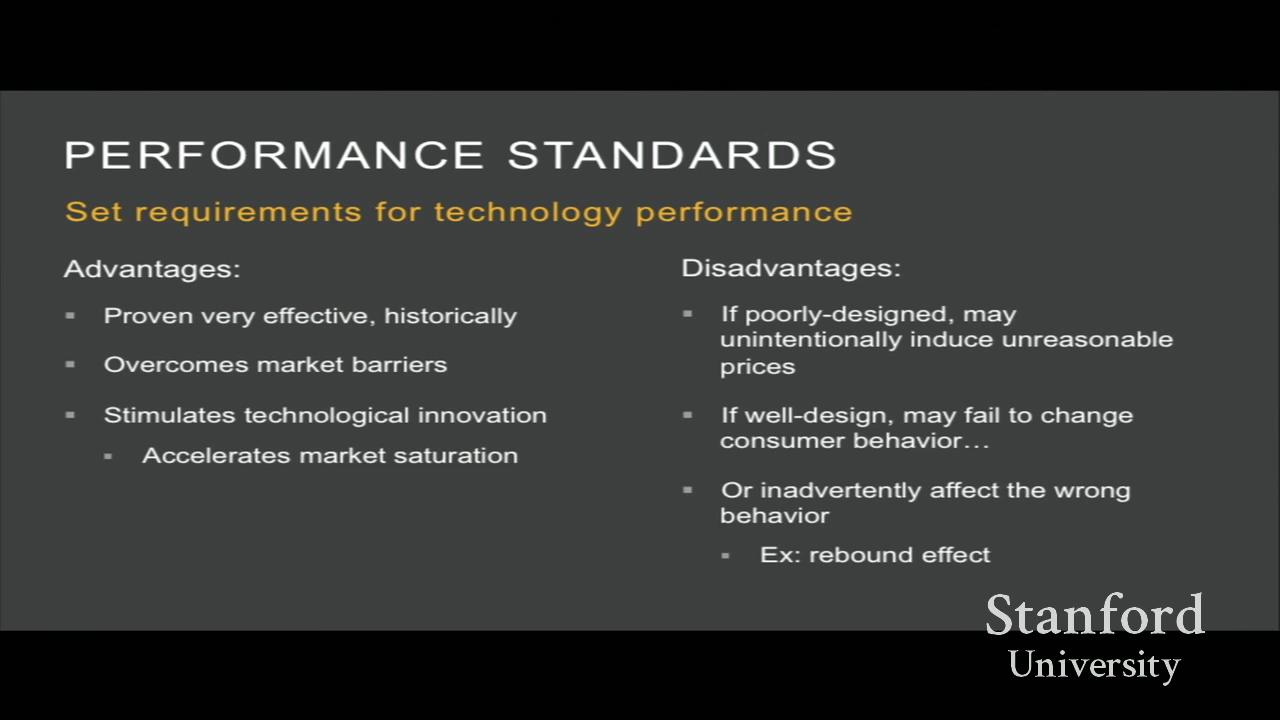 PERFORMANCE STANDARDS
Set requirements for technology performance
Advantages:
▪ Proven very effective, historically
▪ Overcomes market barriers
▪ Stimulates technological innovation
▪ Accelerates market saturation
Disadvantages:
▪ If poorly-designed, may
unintentionally induce unreasonable
prices
▪ If well-design, may fail to change
consumer behavior…
▪ Or inadvertently affect the wrong
behavior
▪ Ex: rebound effect
Stanford
University